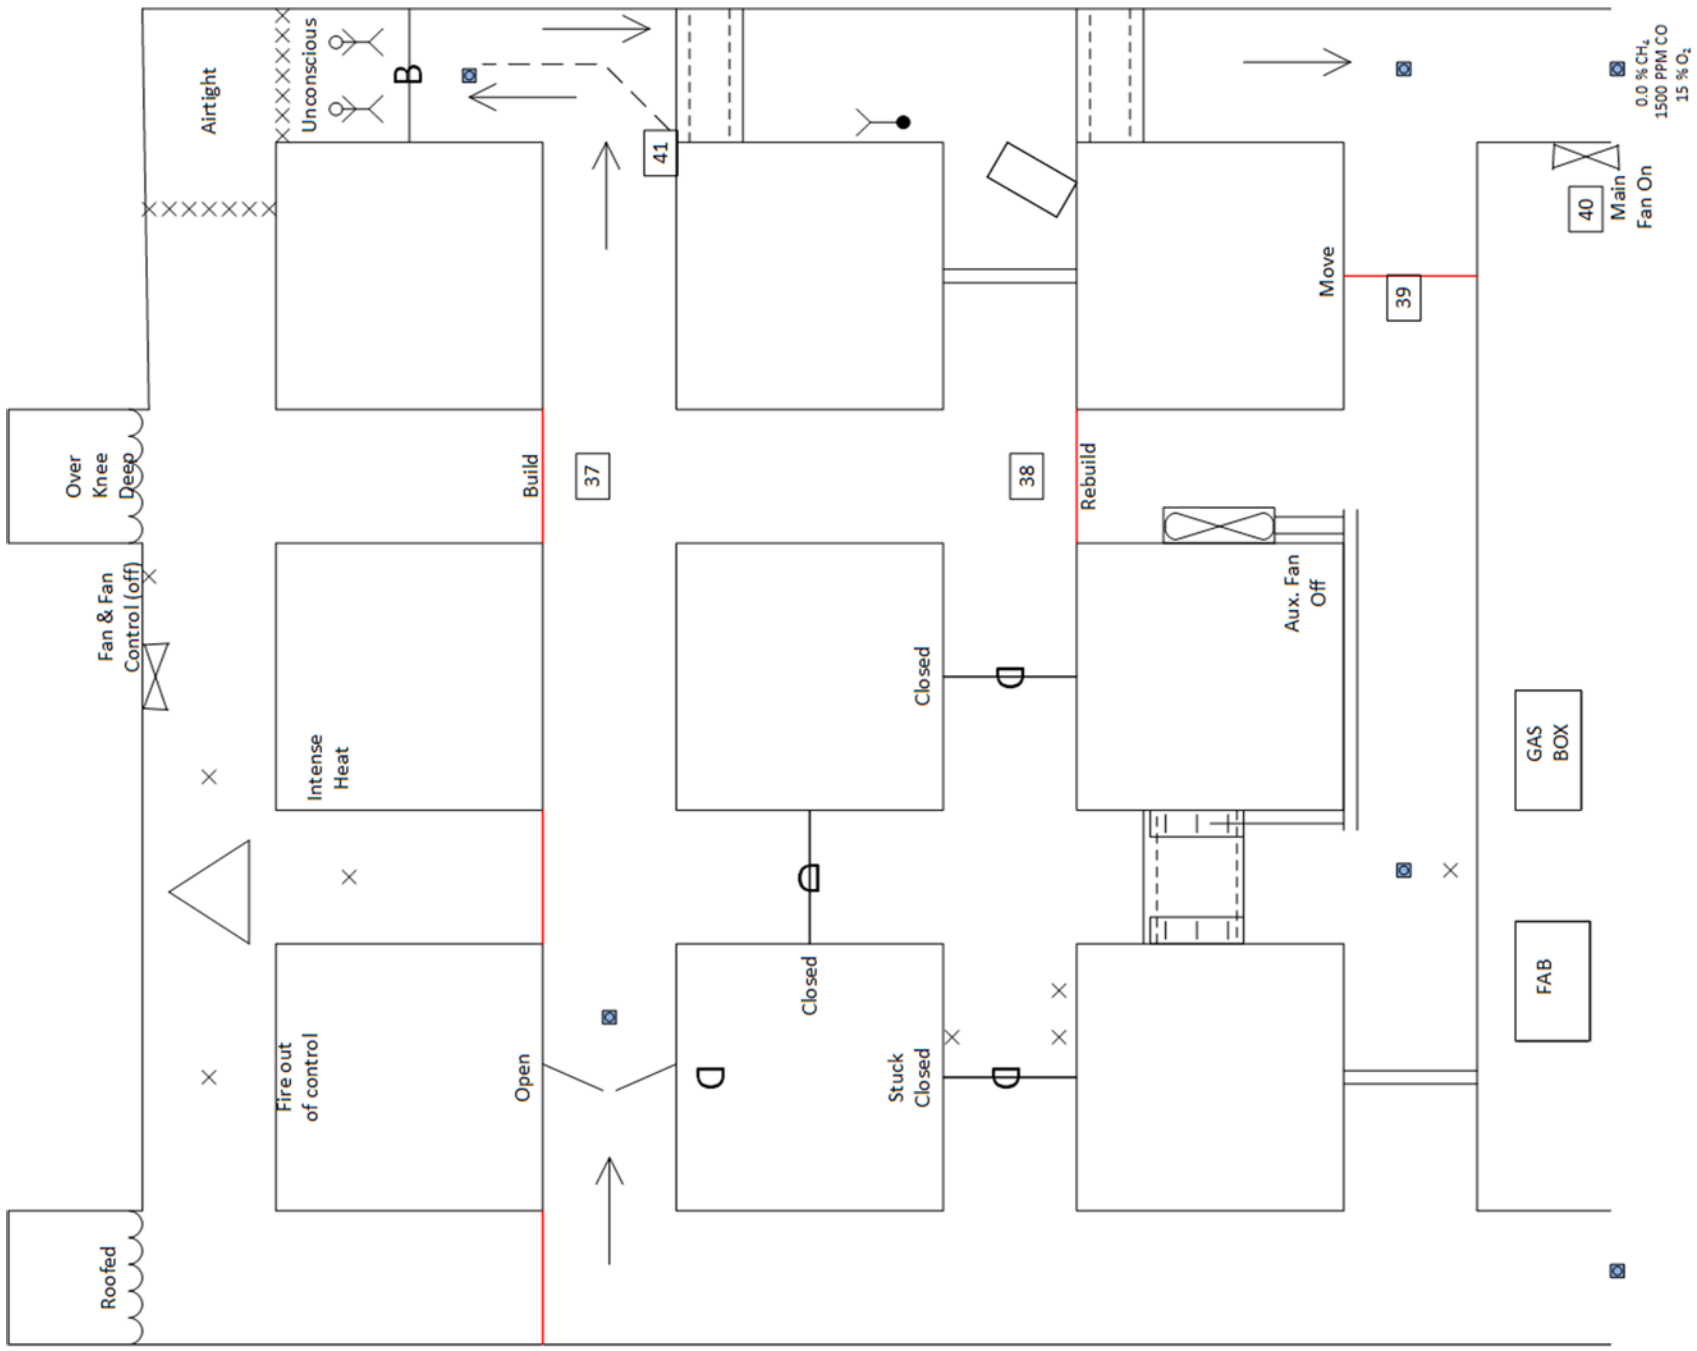 Roofed
Over
Knee
Deep
Fan & Fan
Control (off)
Airtight
Fire out
of control
Intense
Heat
Unconscious
B
Open
Build
37
41
D
Closed
D
Stuck
Closed
Closed
D
D
38
Rebuild
Aux. Fan
Off
Move
39
FAB
GAS
BOX
40
Main
Fan On
0.0 % CH₄
1500 PPM CO
15 % O₂